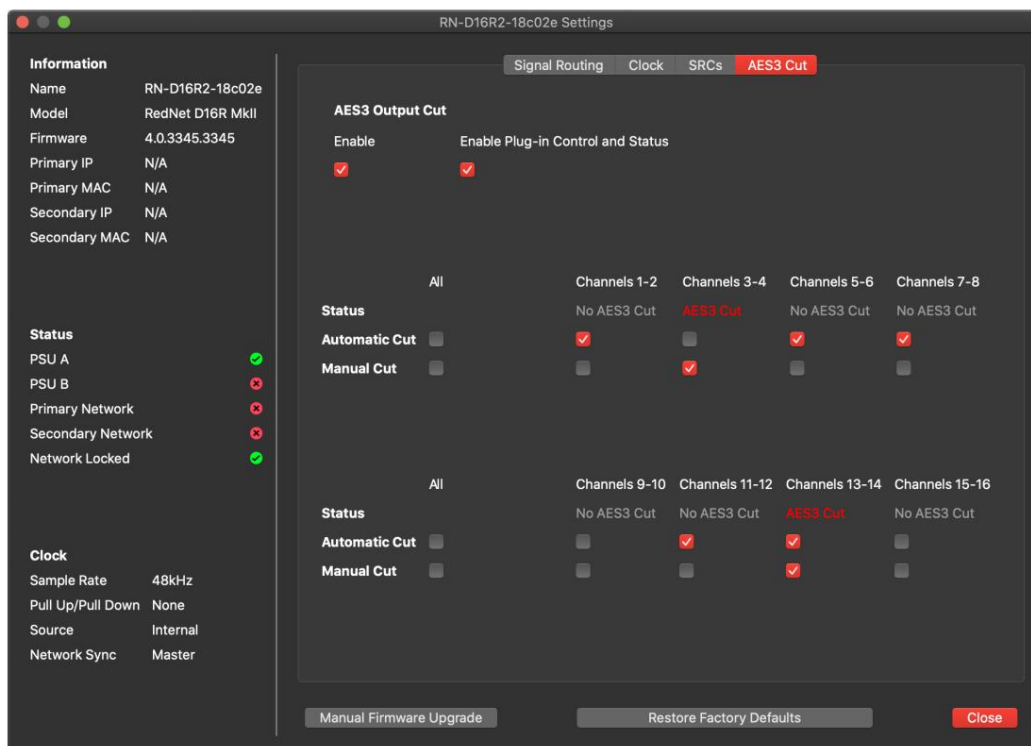 RN-D16R2-18c02e Settings
Information
Name RN-D16R2-18c02e
Model RedNet D16R MkII
Firmware 4.0.3345.3345
Primary IP N/A
Primary MAC N/A
Secondary IP N/A
Secondary MAC N/A
Status
PSU A
PSU B
Primary Network
Secondary Network
Network Locked
Clock
Sample Rate 48kHz
Pull Up/Pull Down None
Source Internal
Network Sync Master
Signal Routing Clock SRCs AES3 Cut
AES3 Output Cut
Enable Enable Plug-in Control and Status
All Channels 1-2 Channels 3-4 Channels 5-6 Channels 7-8
Status No AES3 Cut AES3 Cut No AES3 Cut No AES3 Cut
Automatic Cut
Manual Cut
All Channels 9-10 Channels 11-12 Channels 13-14 Channels 15-16
Status No AES3 Cut No AES3 Cut AES3 Cut No AES3 Cut
Automatic Cut
Manual Cut
Manual Firmware Upgrade Restore Factory Defaults Close